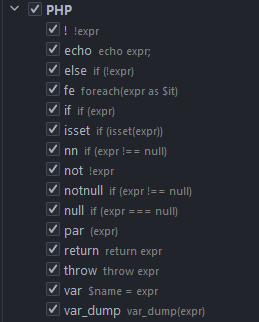 PHP
! !expr
echo echo expr;
else if (!expr)
fe foreach(expr as $it)
if if (expr)
isset if (isset(expr))
nn if (expr !== null)
not !expr
notnull if (expr !== null)
null if (expr === null)
par (expr)
return return expr
throw throw expr
var $name = expr
var_dump var_dump(expr)